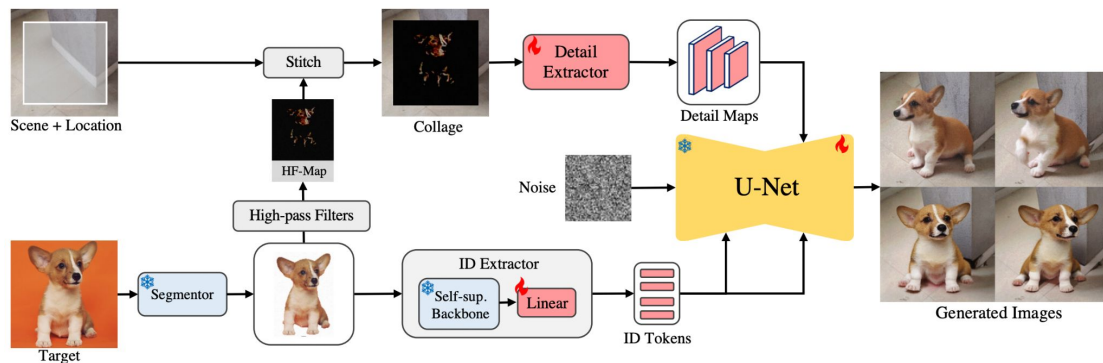 Scene + Location
Stitch
HF-Map
High-pass Filters
Collage
Detail
Extractor
Detail Maps
Noise
U-Net
Target
Segmentor
ID Extractor
Self-sup.
Backbone
Linear
ID Tokens
Generated Images